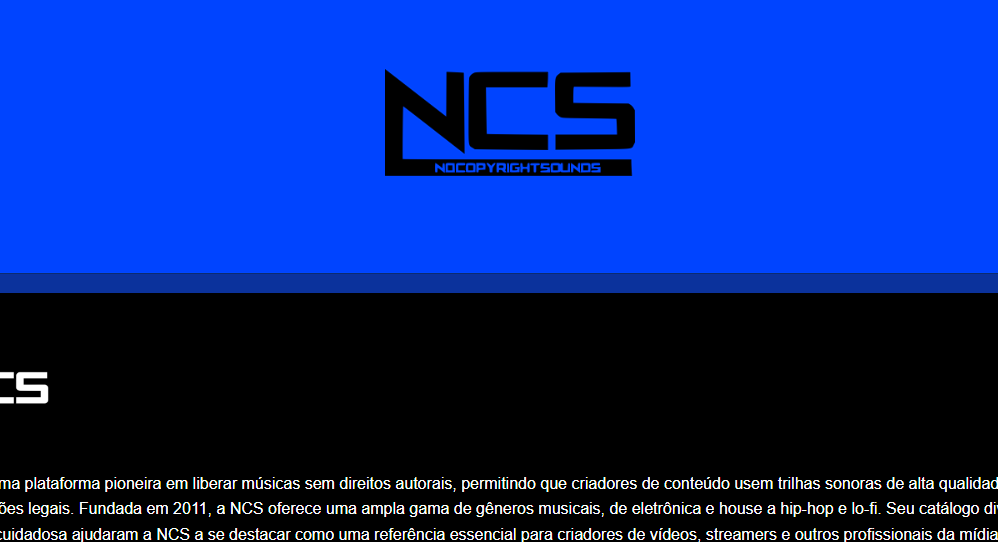 NCS
NOCOPYRIGHTSOUNDS
CS
ma plataforma pioneira em liberar músicas sem direitos autorais, permitindo que criadores de conteúdo usem trilhas sonoras de alta qualidad
ões legais. Fundada em 2011, a NCS oferece uma ampla gama de gêneros musicais, de eletrônica e house a hip-hop e lo-fi. Seu catálogo di
cuidadosa ajudaram a NCS a se destacar como uma referência essencial para criadores de vídeos, streamers e outros profissionais da mídia